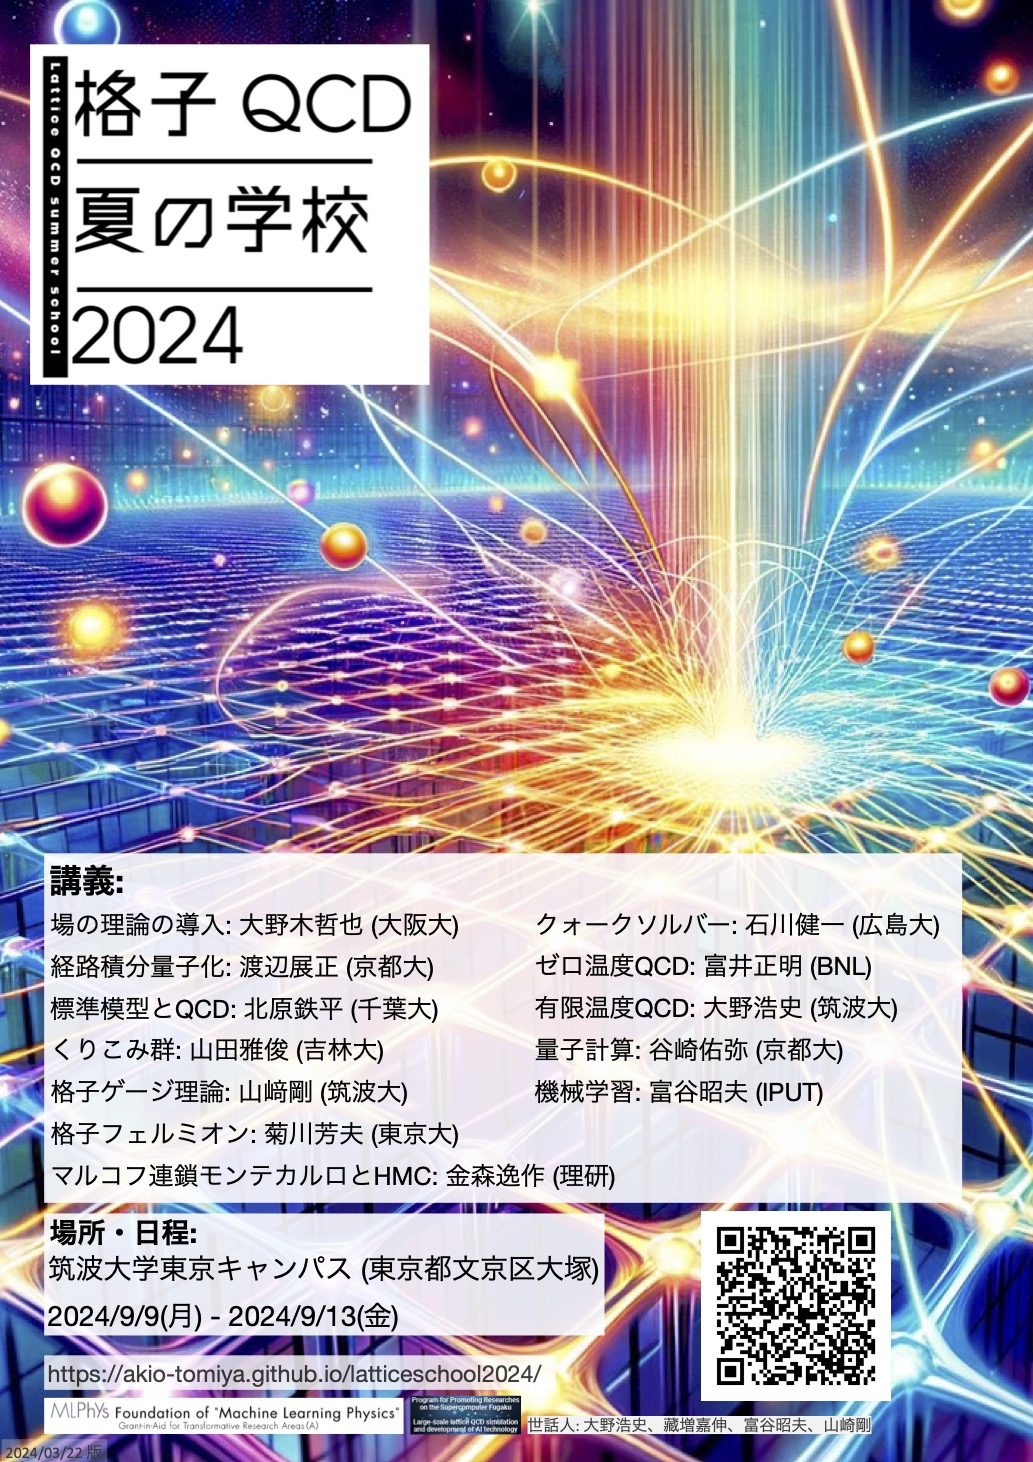 Lattice QCD summer school
格子 QCD
夏の学校
2024
講義:
場の理論の導入: 大野木哲也 (大阪大)
経路積分量子化: 渡辺展正 (京都大)
標準模型とQCD: 北原鉄平 (千葉大)
くりこみ群: 山田雅俊 (吉林大)
格子ゲージ理論: 山﨑剛 (筑波大)
格子フェルミオン: 菊川芳夫 (東京大)
マルコフ連鎖モンテカルロとHMC: 金森逸作 (理研)
クォークソルバー: 石川健一 (広島大)
ゼロ温度QCD: 富井正明 (BNL)
有限温度QCD: 大野浩史 (筑波大)
量子計算: 谷崎佑弥 (京都大)
機械学習: 富谷昭夫 (IPUT)
場所・日程:
筑波大学東京キャンパス (東京都文京区大塚)
2024/9/9(月) - 2024/9/13(金)
https://akio-tomiya.github.io/latticeschool2024/
MLPhys Foundation of "Machine Learning Physics"
Grant-in-Aid for Transformative Research Areas (A)
Program for Promoting Researches
on the Supercomputer Fugaku
Large-scale lattice QCD simulation
and development of AI technology
世話人: 大野浩史、藏増嘉伸、富谷昭夫、山﨑剛
2024/03/22 版